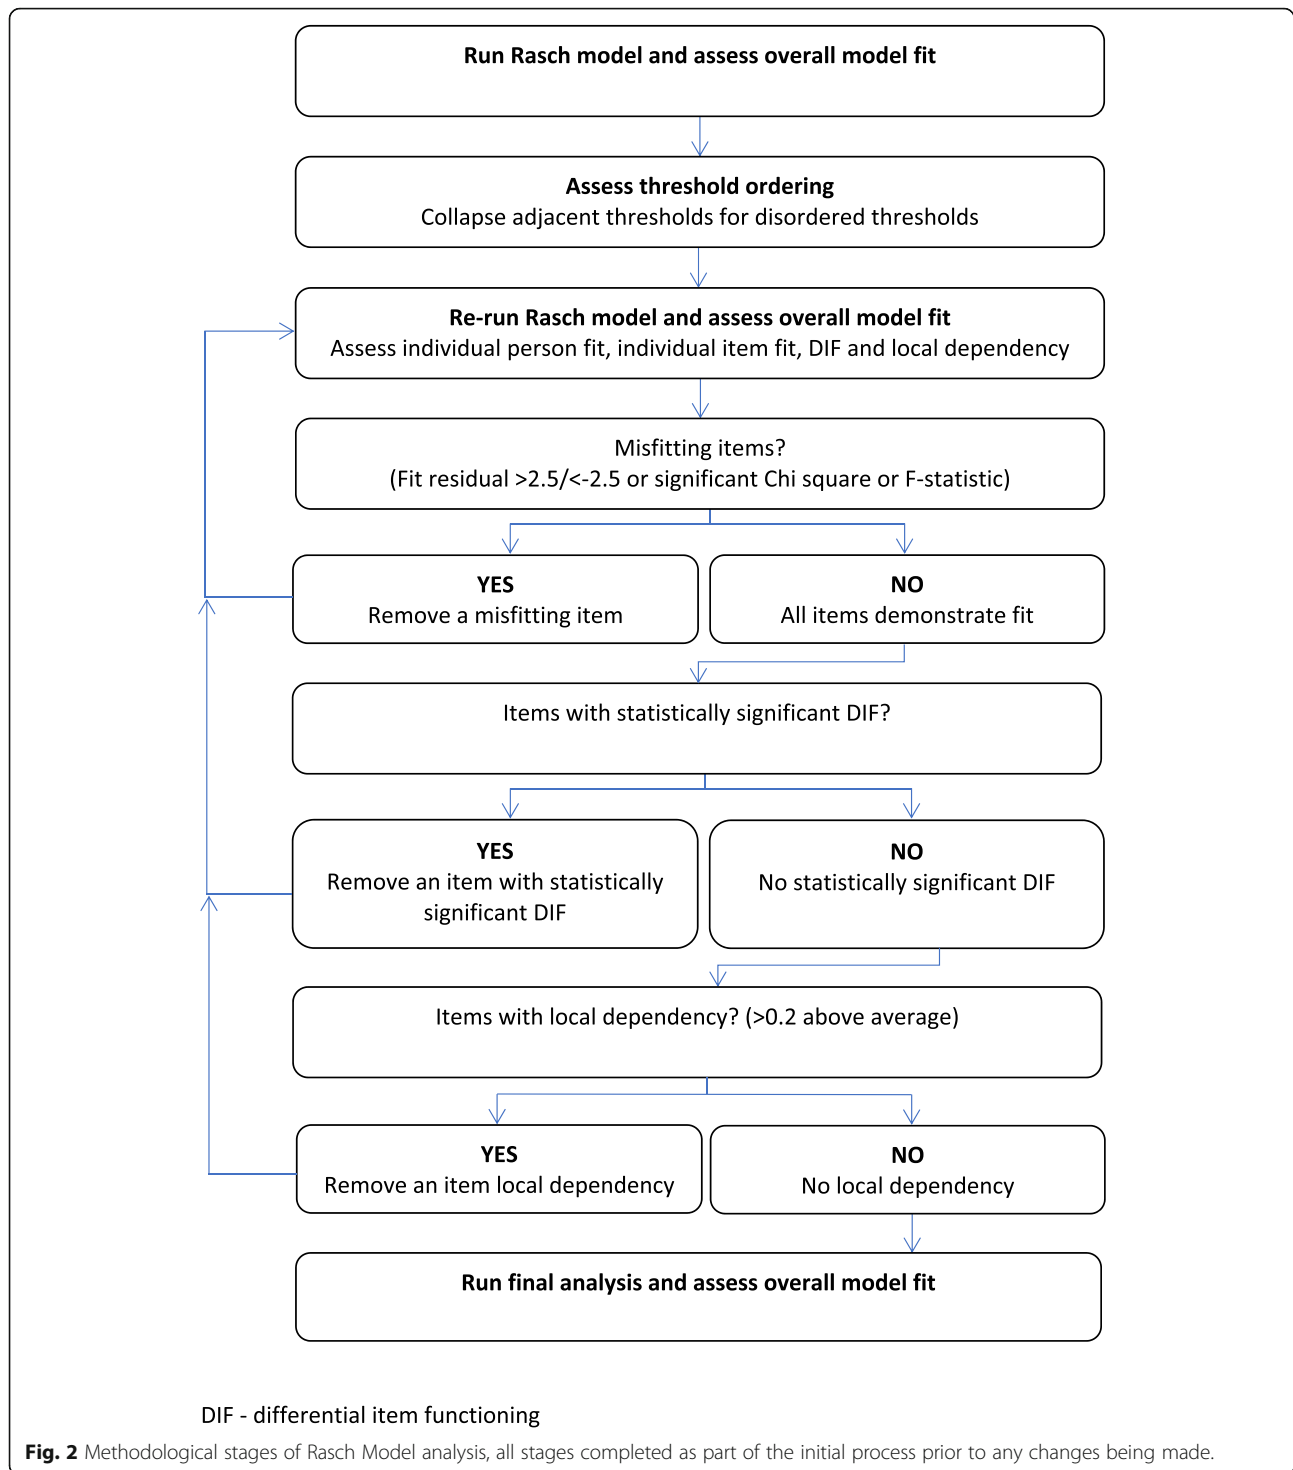 Run Rasch model and assess overall model fit
Assess threshold ordering
Collapse adjacent thresholds for disordered thresholds
Re-run Rasch model and assess overall model fit
Assess individual person fit, individual item fit, DIF and local dependency
Misfitting items?
(Fit residual >2.5/<-2.5 or significant Chi square or F-statistic)
YES
Remove a misfitting item
NO
All items demonstrate fit
Items with statistically significant DIF?
YES
Remove an item with statistically
significant DIF
NO
No statistically significant DIF
Items with local dependency? (>0.2 above average)
YES
Remove an item local dependency
NO
No local dependency
Run final analysis and assess overall model fit
DIF - differential item functioning
Fig. 2 Methodological stages of Rasch Model analysis, all stages completed as part of the initial process prior to any changes being made.